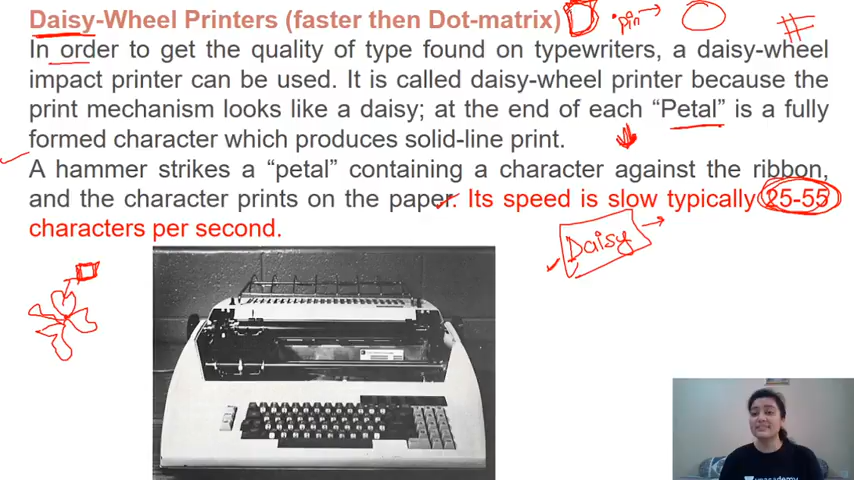 Daisy-Wheel Printers (faster then Dot-matrix)
pin
In order to get the quality of type found on typewriters, a daisy-wheel
impact printer can be used. It is called daisy-wheel printer because the
print mechanism looks like a daisy; at the end of each “Petal” is a fully
formed character which produces solid-line print.
A hammer strikes a “petal” containing a character against the ribbon,
and the character prints on the paper. Its speed is slow typically 25-55
characters per second.
Daisy
unacademy